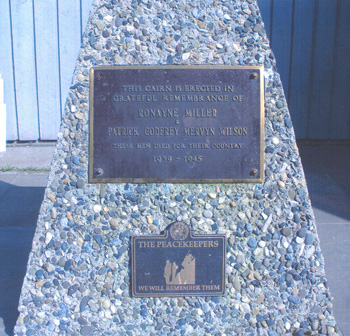 THIS CAIRN IS ERECTED IN
GRATEFUL REMEMBRANCE OF
RONAYNE MILLER
&
PATRICK GODFREY MERVYN WILSON
THESE MEN DIED FOR THEIR COUNTRY
1939 - 1945
THE PEACEKEEPERS
WE WILL REMEMBER THEM